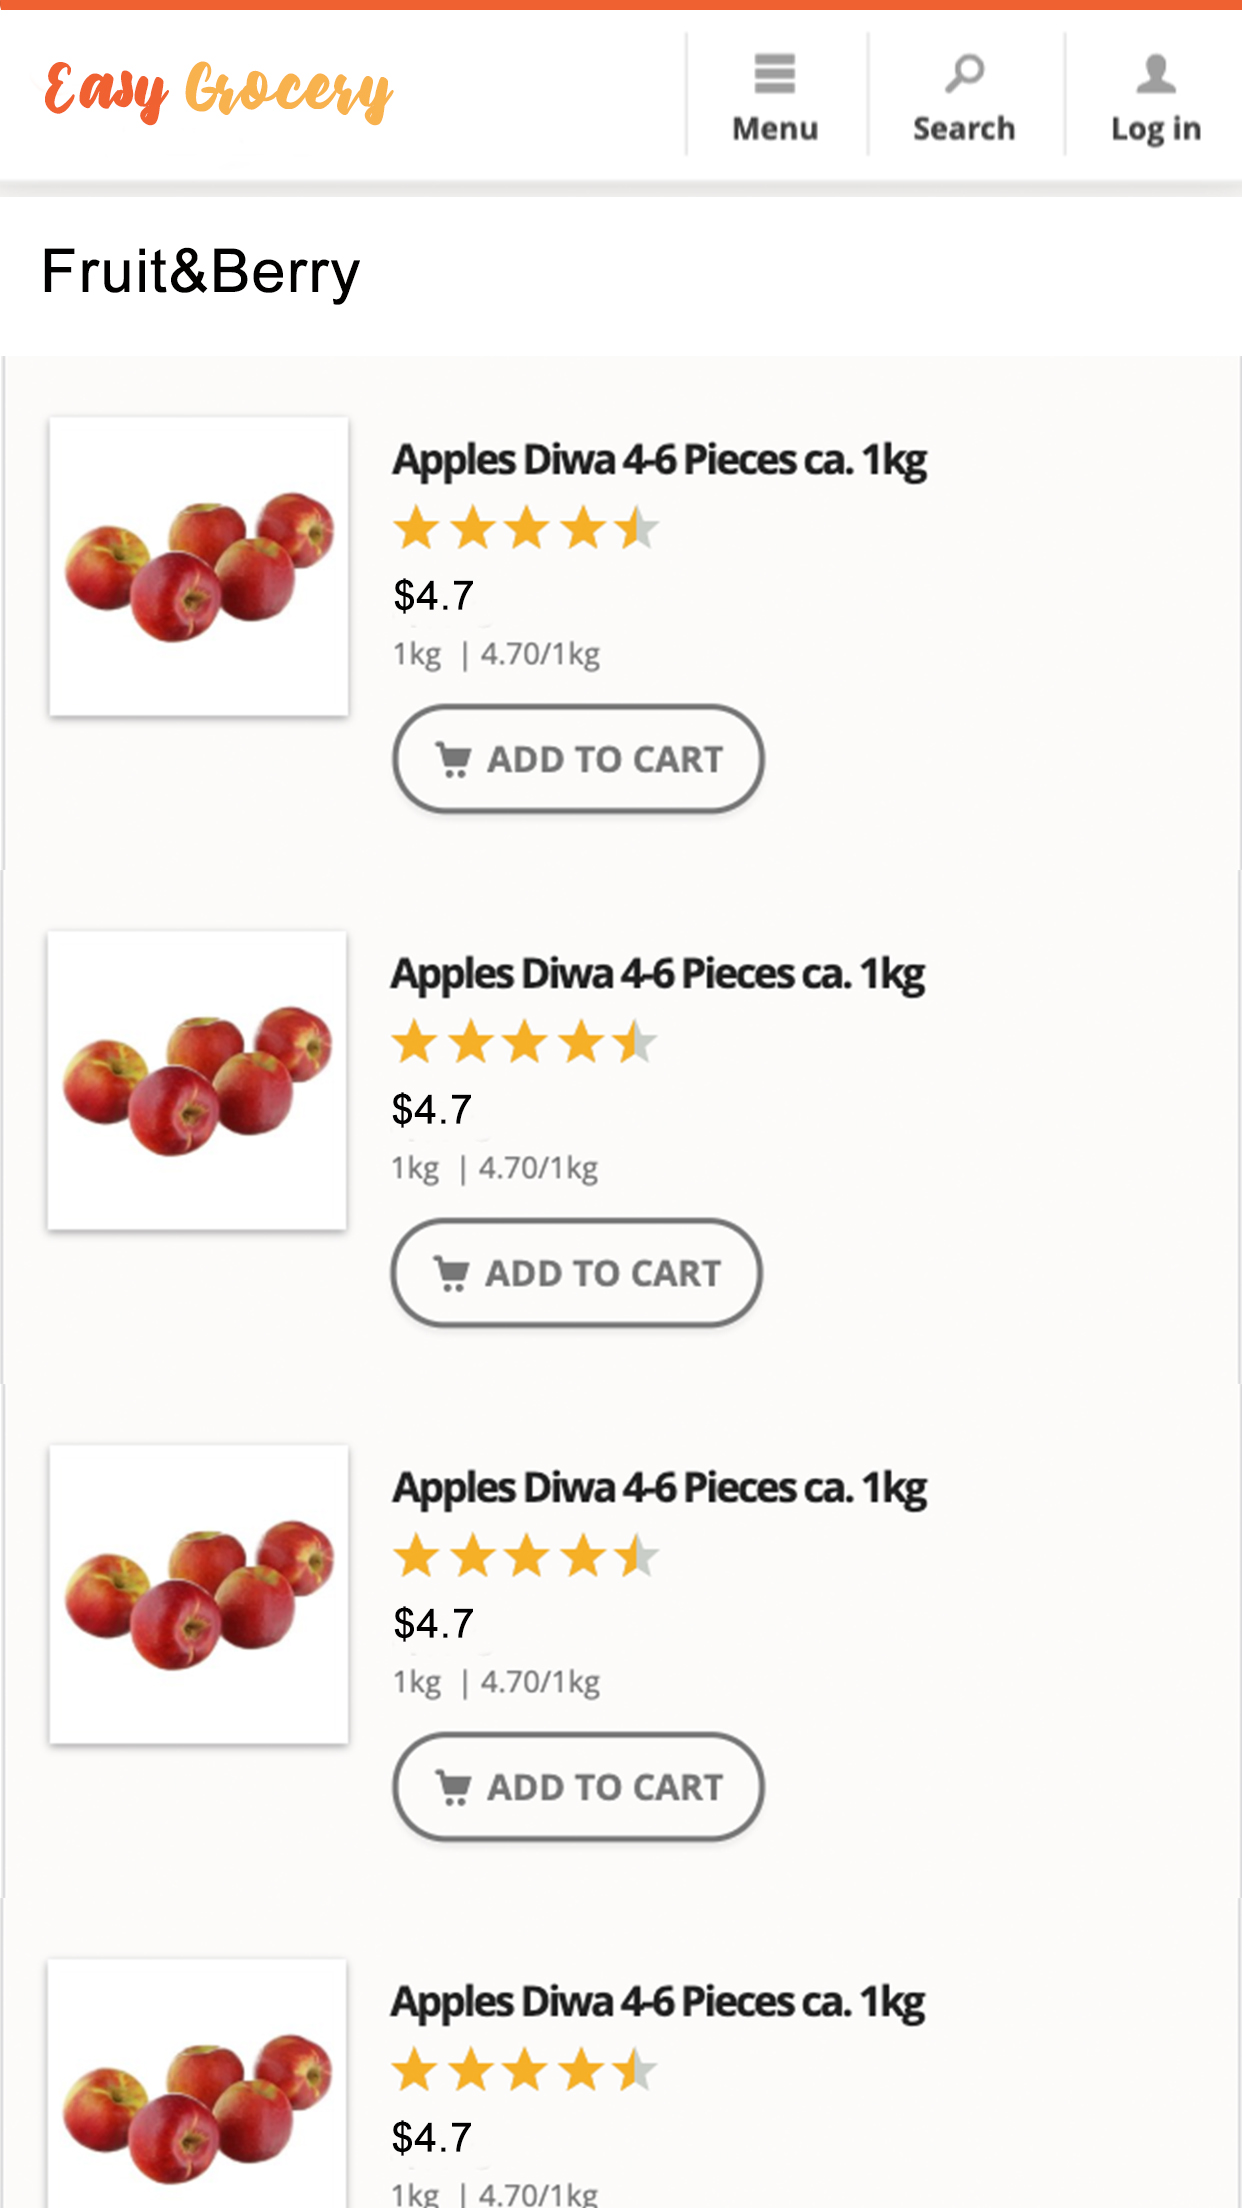 Easy Grocery
Menu
Search
Log in
Fruit&Berry
Apples Diwa 4-6 Pieces ca. 1kg
$4.7
1kg | 4.70/1kg
ADD TO CART
Apples Diwa 4-6 Pieces ca. 1kg
$4.7
1kg | 4.70/1kg
ADD TO CART
Apples Diwa 4-6 Pieces ca. 1kg
$4.7
1kg | 4.70/1kg
ADD TO CART
Apples Diwa 4-6 Pieces ca. 1kg
$4.7
1kg | 4.70/1kg